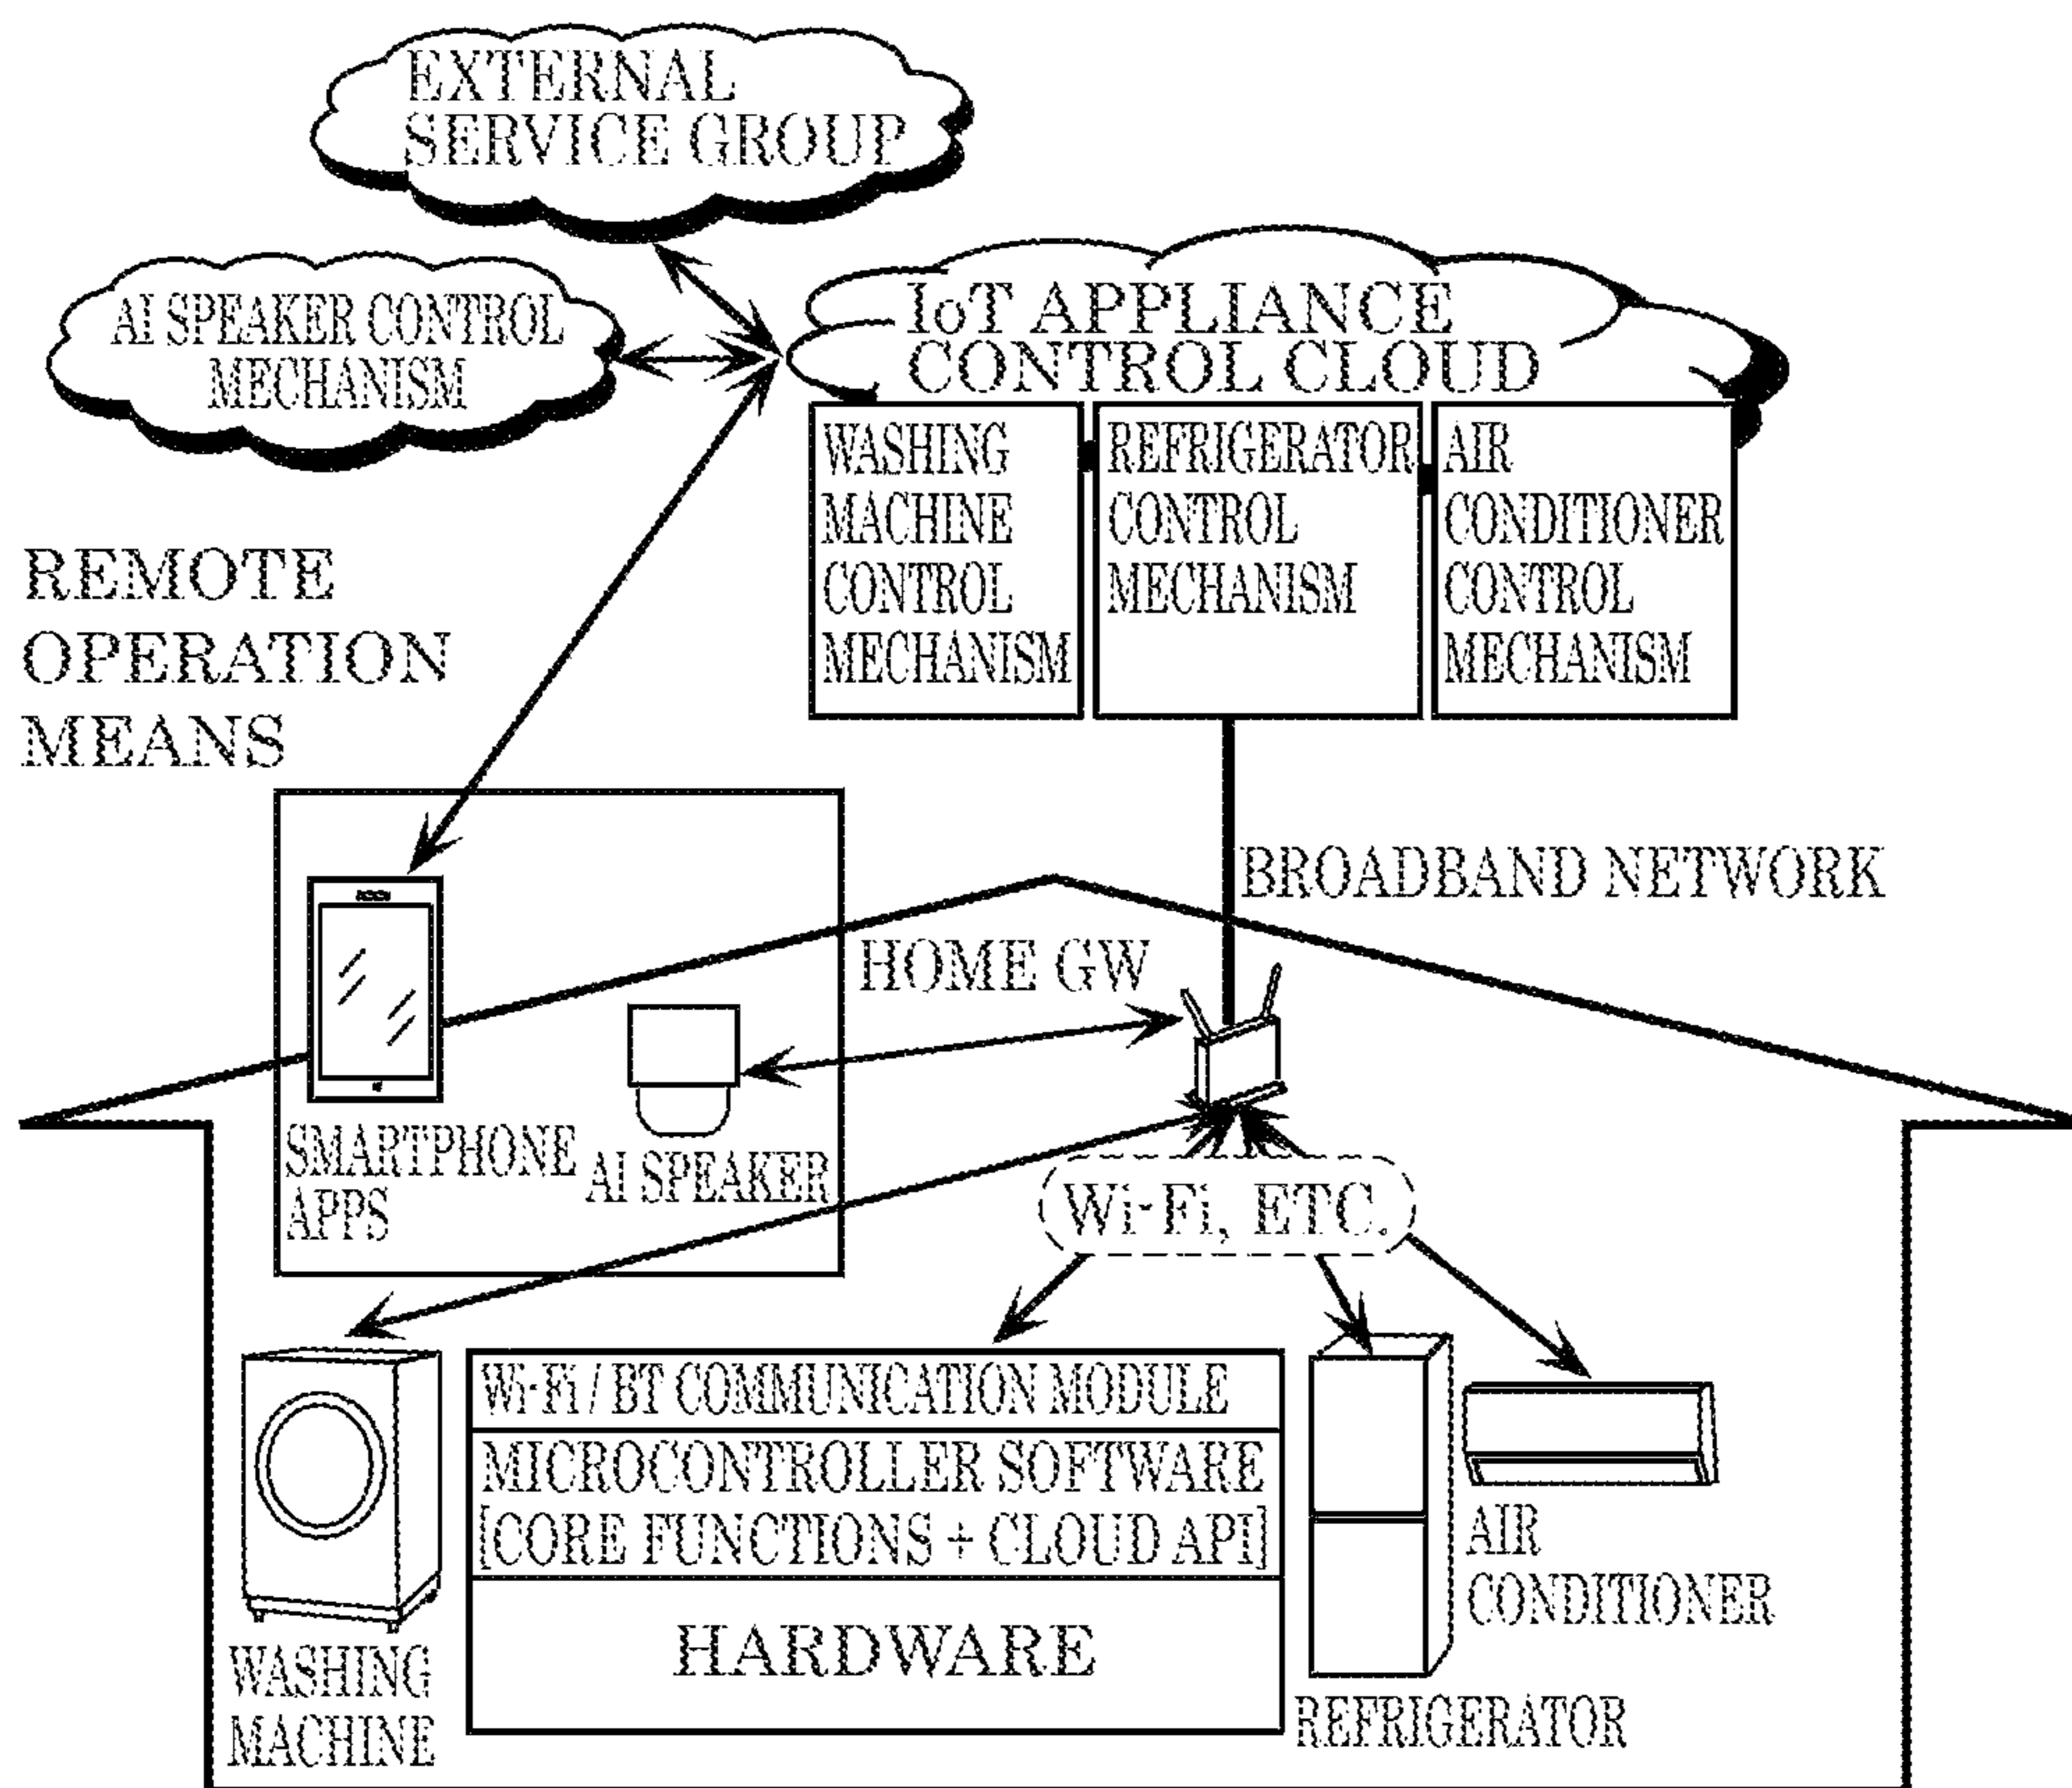 EXTERNAL
SERVICE GROUP
AI SPEAKER CONTROL
MECHANISM
IoT APPLIANCE
CONTROL CLOUD
WASHING
MACHINE
CONTROL
MECHANISM
REFRIGERATOR
CONTROL
MECHANISM
AIR
CONDITIONER
CONTROL
MECHANISM
REMOTE
OPERATION
MEANS
BROADBAND NETWORK
HOME GW
SMARTPHONE
APPS
AI SPEAKER
Wi-Fi, ETC.
Wi-Fi / BT COMMUNICATION MODULE
MICROCONTROLLER SOFTWARE
[CORE FUNCTIONS + CLOUD API]
HARDWARE
WASHING
MACHINE
REFRIGERATOR
AIR
CONDITIONER